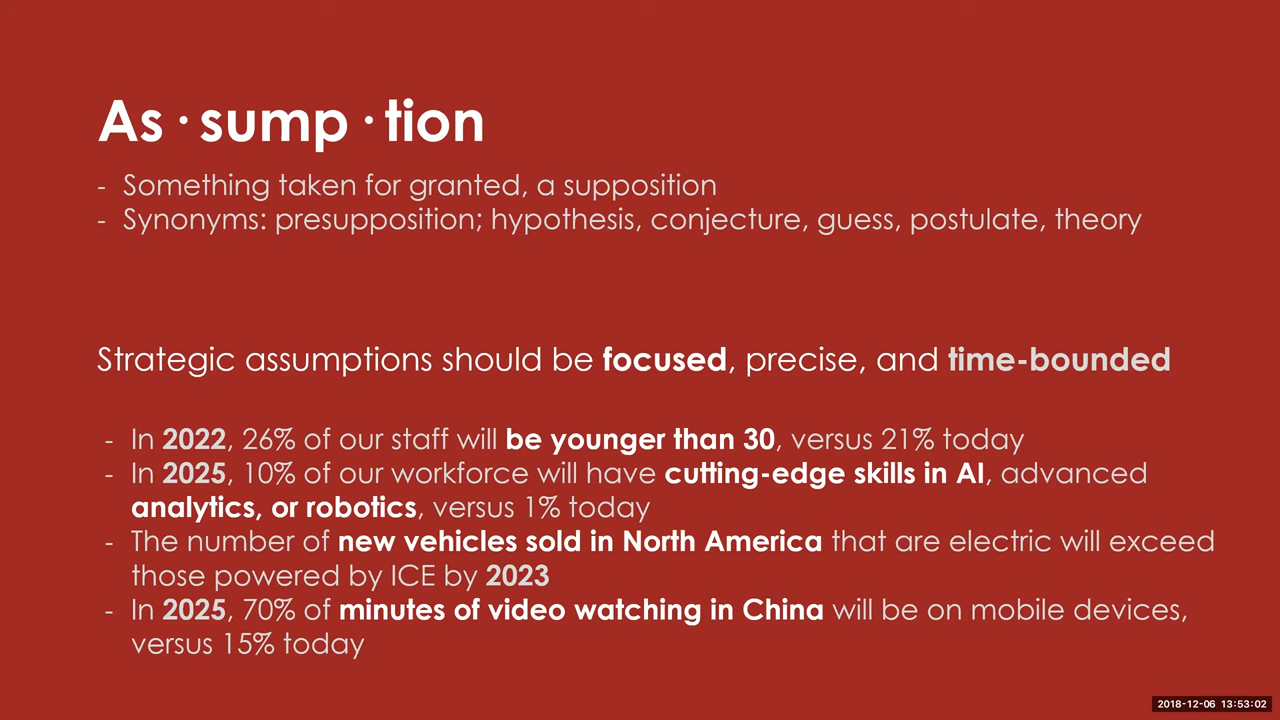 As · sump · tion
- Something taken for granted, a supposition
- Synonyms: presupposition; hypothesis, conjecture, guess, postulate, theory
Strategic assumptions should be focused, precise, and time-bounded
- In 2022, 26% of our staff will be younger than 30, versus 21% today
- In 2025, 10% of our workforce will have cutting-edge skills in AI, advanced
analytics, or robotics, versus 1% today
- The number of new vehicles sold in North America that are electric will exceed
those powered by ICE by 2023
- In 2025, 70% of minutes of video watching in China will be on mobile devices,
versus 15% today
2018-12-06 13:53:02